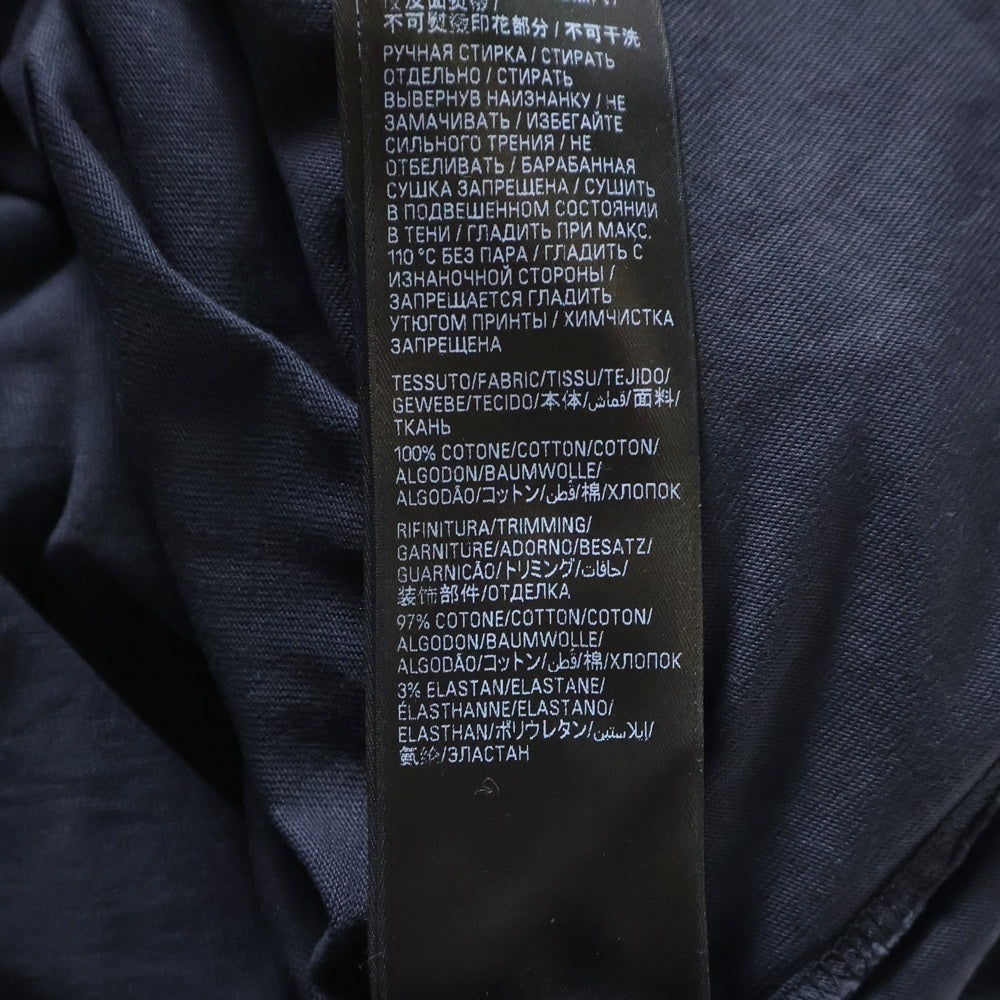 不可熨烫印花部分 / 不可干洗
РУЧНАЯ СТИРКА / СТИРАТЬ
ОТДЕЛЬНО / СТИРАТЬ
ВЫВЕРНУВ НАИЗНАНКУ / НЕ
ЗАМАЧИВАТЬ / ИЗБЕГАЙТЕ
СИЛЬНОГО ТРЕНИЯ / НЕ
ОТБЕЛИВАТЬ / БАРАБАННАЯ
СУШКА ЗАПРЕЩЕНА / СУШИТЬ
В ПОДВЕШЕННОМ СОСТОЯНИИ
В ТЕНИ / ГЛАДИТЬ ПРИ МАКС.
110 °C БЕЗ ПАРА / ГЛАДИТЬ С
ИЗНАНОЧНОЙ СТОРОНЫ /
ЗАПРЕЩАЕТСЯ ГЛАДИТЬ
УТЮГОМ ПРИНТЫ / ХИМЧИСТКА
ЗАПРЕЩЕНА
TESSUTO/FABRIC/TISSU/TEJIDO/
GEWEBE/TECIDO/本体/قماش/面料/
ТКАНЬ
100% COTONE/COTTON/COTON/
ALGODON/BAUMWOLLE/
ALGODÃO/コットン/قطن/棉/ХЛОПОК
RIFINITURA/TRIMMING/
GARNITURE/ADORNO/BESATZ/
GUARNICÃO/トリミング/حافات/
装饰部件/ОТДЕЛКА
97% COTONE/COTTON/COTON/
ALGODON/BAUMWOLLE/
ALGODÃO/コットン/قطن/棉/ХЛОПОК
3% ELASTAN/ELASTANE/
ÉLASTHANNE/ELASTANO/
ELASTHAN/ポリウレタン/إيلاستين/
氨纶/ЭЛАСТАН